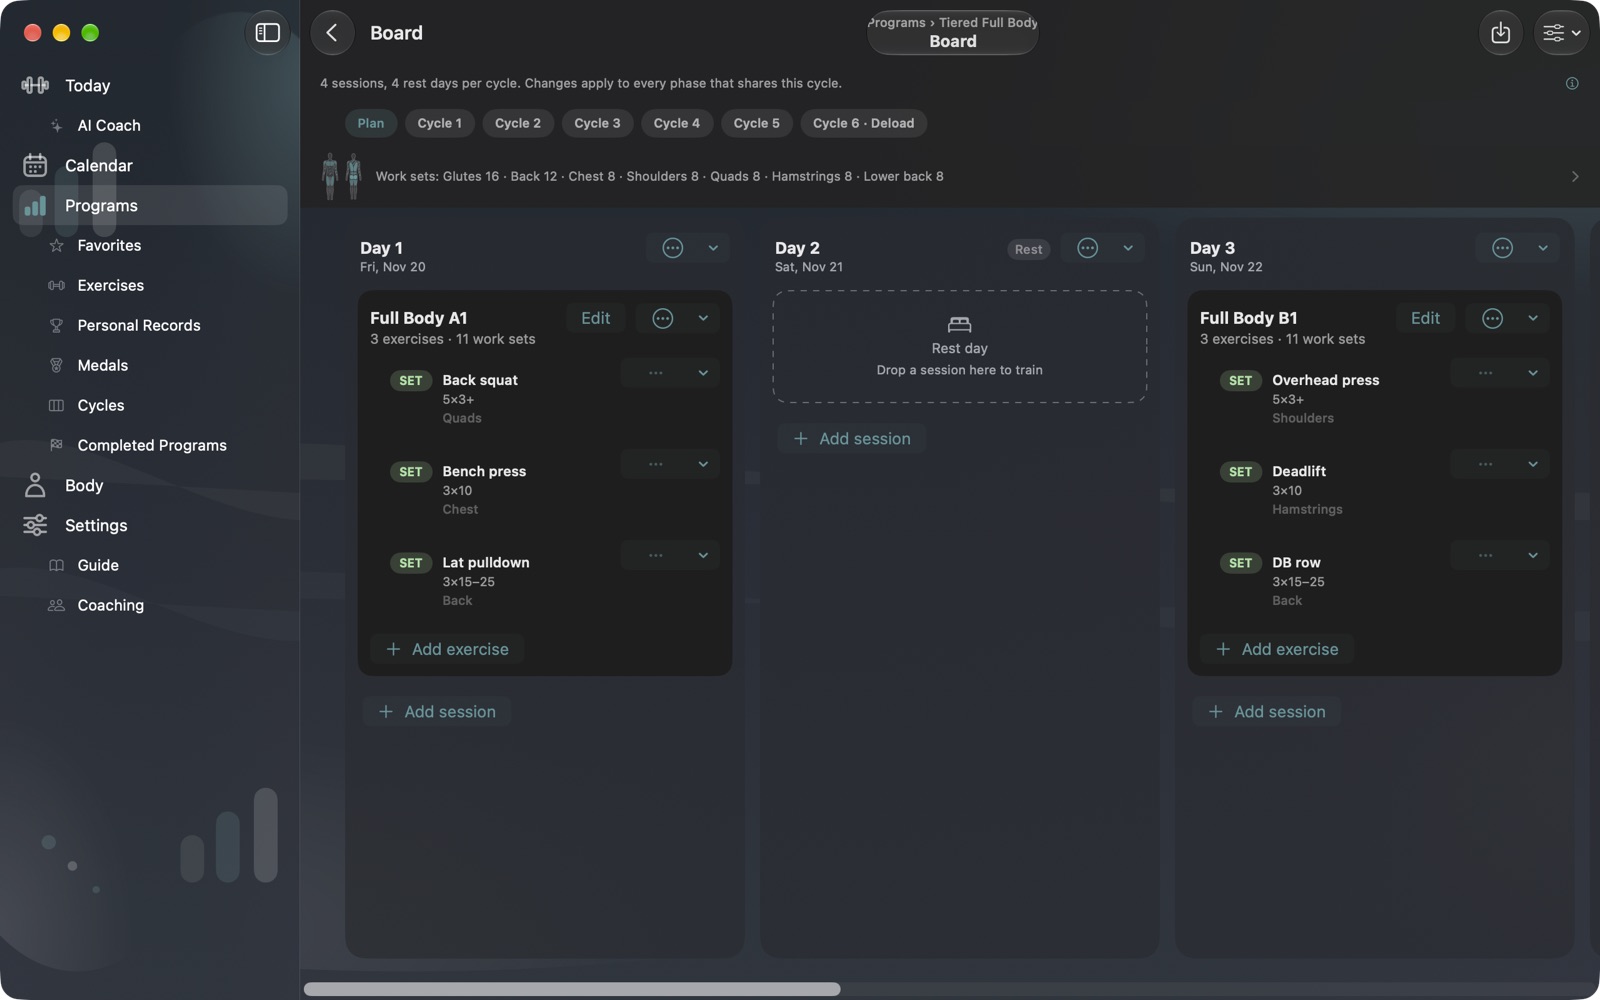 Today
AI Coach
Calendar
Programs
Favorites
Exercises
Personal Records
Medals
Cycles
Completed Programs
Body
Settings
Guide
Coaching
Board
Programs › Tiered Full Body
Board
4 sessions, 4 rest days per cycle. Changes apply to every phase that shares this cycle.
Plan
Cycle 1
Cycle 2
Cycle 3
Cycle 4
Cycle 5
Cycle 6 · Deload
Work sets: Glutes 16 · Back 12 · Chest 8 · Shoulders 8 · Quads 8 · Hamstrings 8 · Lower back 8
Day 1
Fri, Nov 20
Full Body A1
Edit
3 exercises · 11 work sets
SET Back squat
5×3+
Quads
SET Bench press
3×10
Chest
SET Lat pulldown
3×15–25
Back
+ Add exercise
+ Add session
Day 2
Rest
Sat, Nov 21
Rest day
Drop a session here to train
+ Add session
Day 3
Sun, Nov 22
Full Body B1
Edit
3 exercises · 11 work sets
SET Overhead press
5×3+
Shoulders
SET Deadlift
3×10
Hamstrings
SET DB row
3×15–25
Back
+ Add exercise
+ Add session